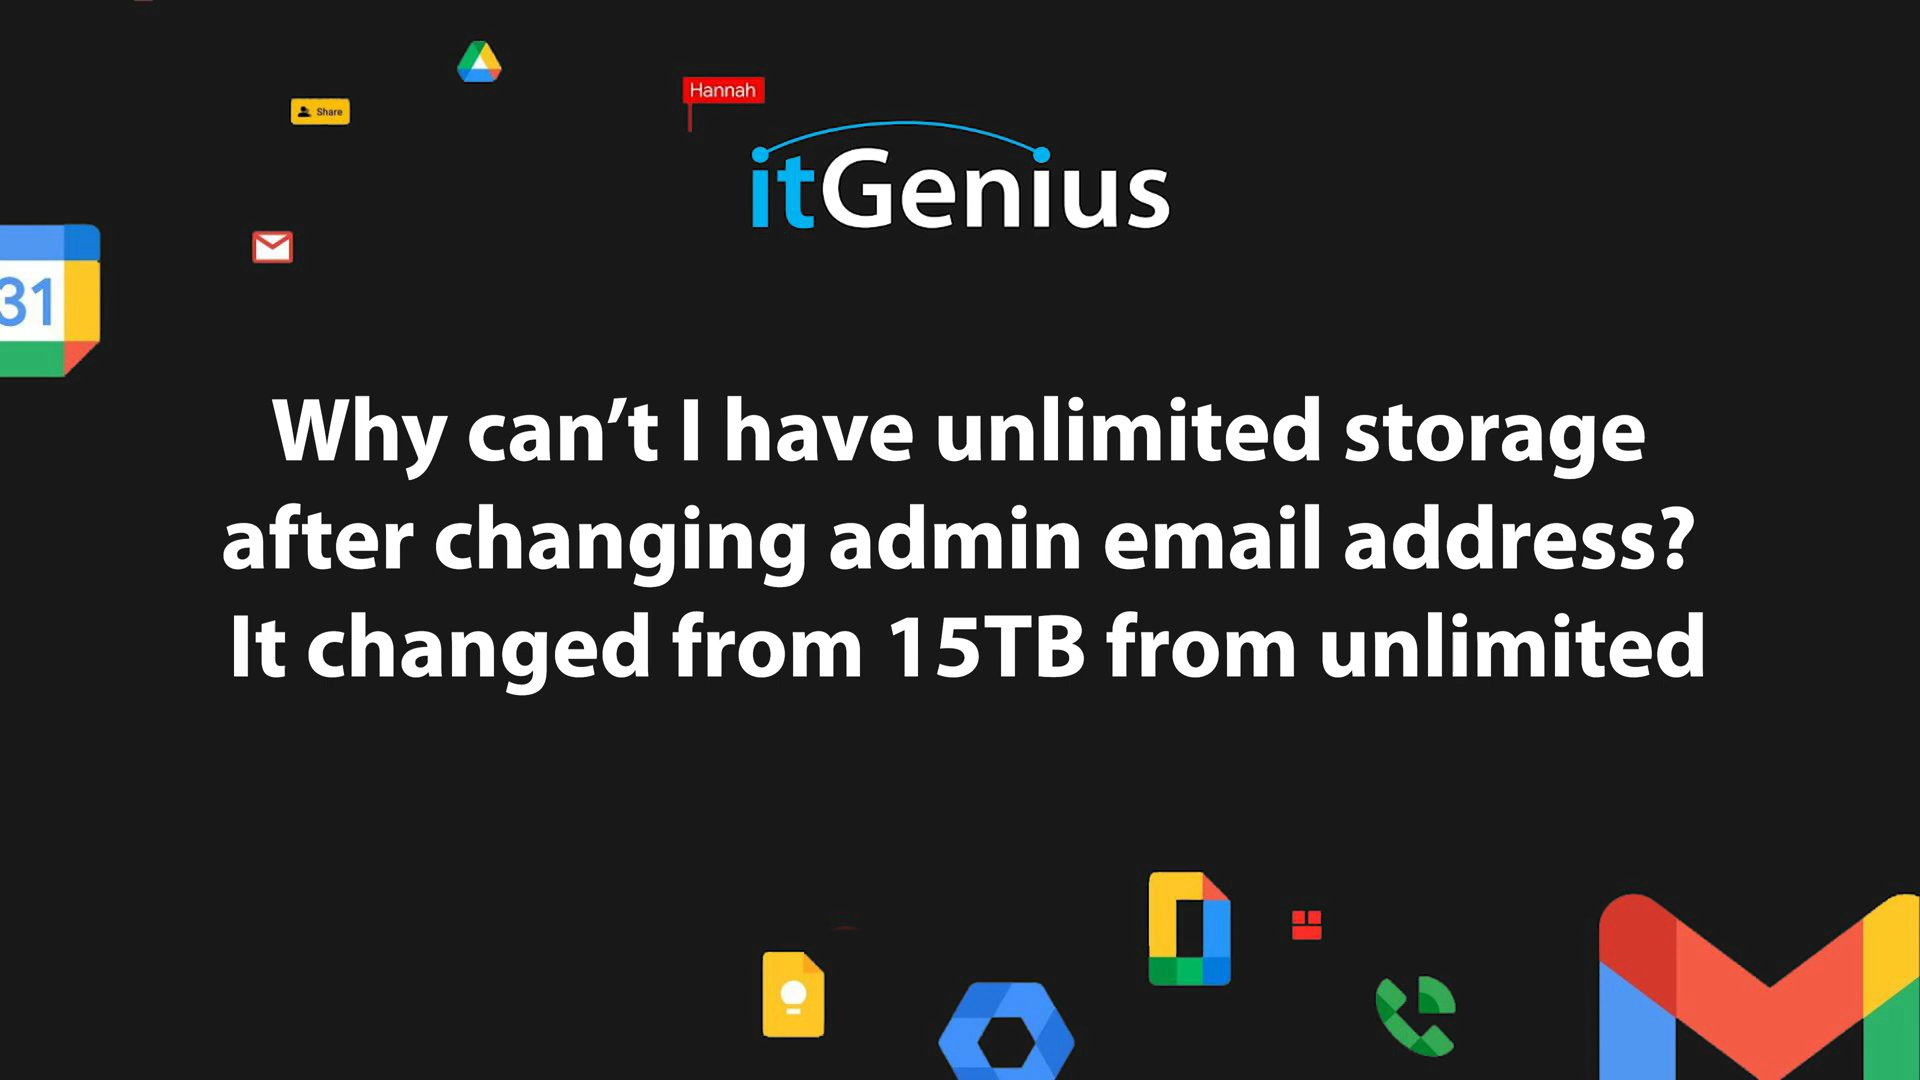 Share
Hannah
itGenius
31
Why can’t I have unlimited storage
after changing admin email address?
It changed from 15TB from unlimited